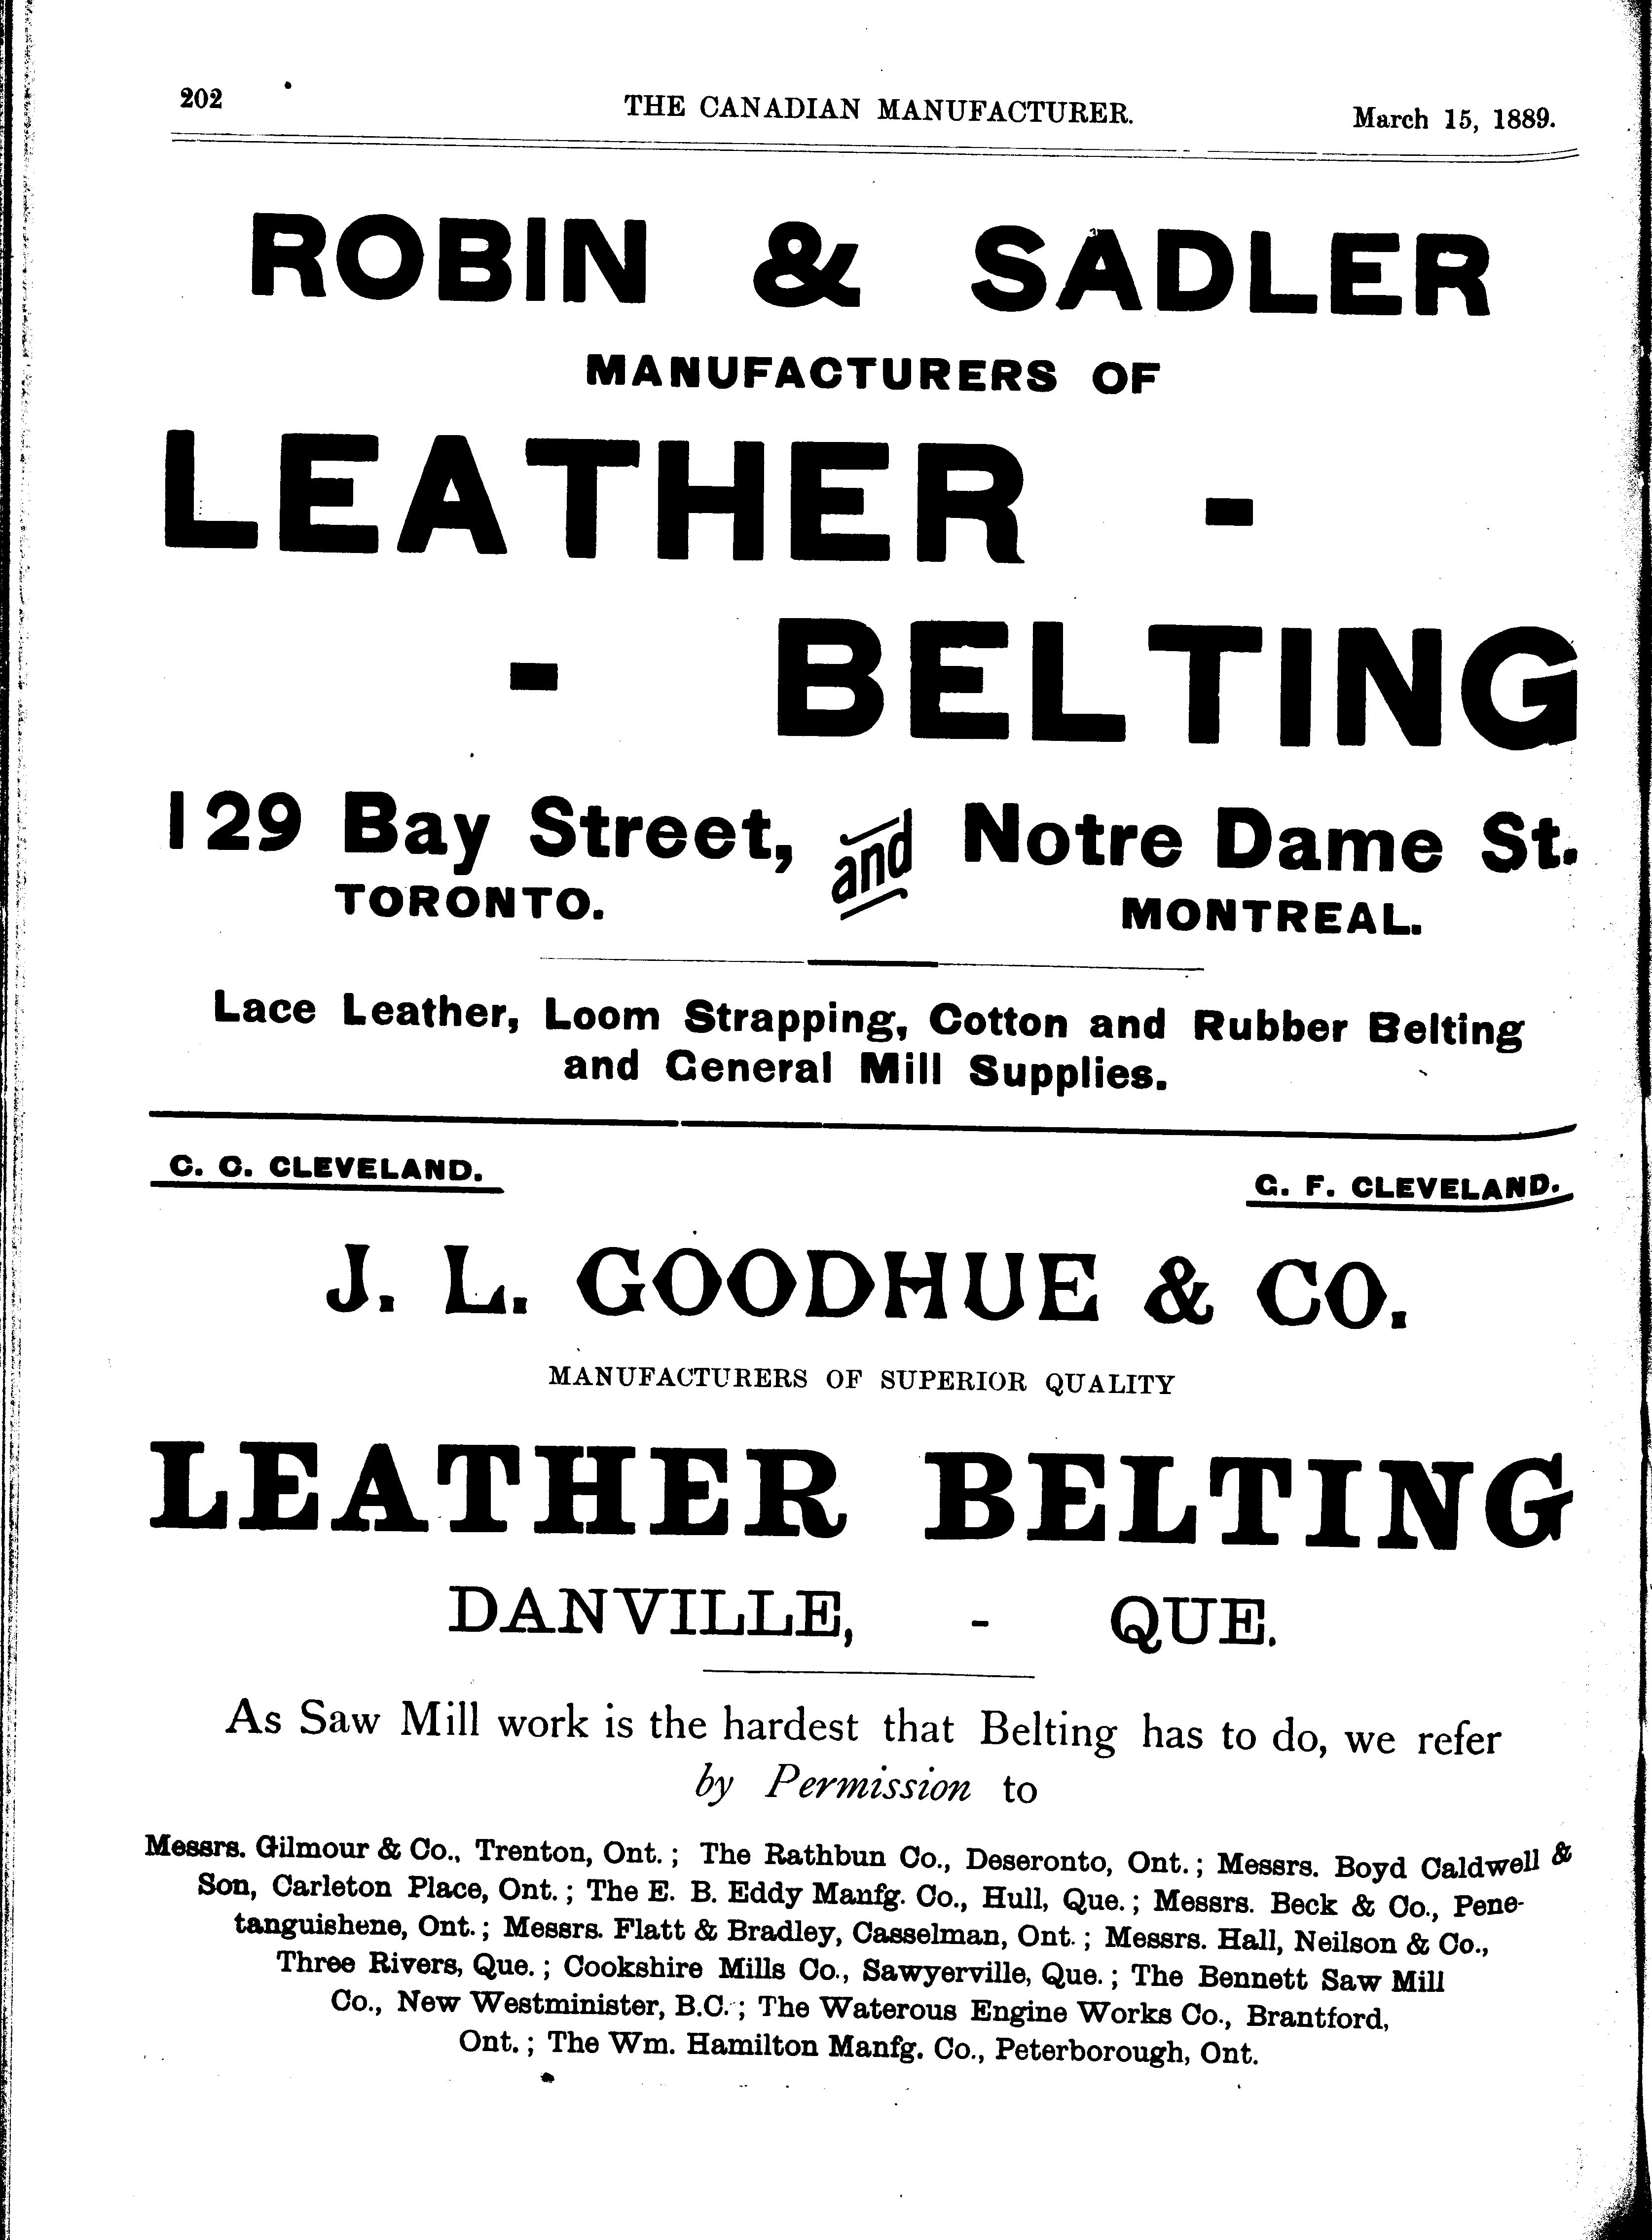 202
THE CANADIAN MANUFACTURER.
March 15, 1889.
ROBIN & SADLER
MANUFACTURERS OF
LEATHER -
- BELTING
129 Bay Street, and Notre Dame St.
TORONTO.
MONTREAL.
Lace Leather, Loom Strapping, Cotton and Rubber Belting
and General Mill Supplies.
C. C. CLEVELAND.
G. F. CLEVELAND.
J. L. GOODHUE & CO.
MANUFACTURERS OF SUPERIOR QUALITY
LEATHER BELTING
DANVILLE, - QUE.
As Saw Mill work is the hardest that Belting has to do, we refer
by Permission to
Messrs. Gilmour & Co., Trenton, Ont.; The Rathbun Co., Deseronto, Ont.; Messrs. Boyd Caldwell &
Son, Carleton Place, Ont.; The E. B. Eddy Manfg. Co., Hull, Que.; Messrs. Beck & Co., Pene-
tanguishene, Ont.; Messrs. Flatt & Bradley, Casselman, Ont.; Messrs. Hall, Neilson & Co.,
Three Rivers, Que.; Cookshire Mills Co., Sawyerville, Que.; The Bennett Saw Mill
Co., New Westminister, B.C.; The Waterous Engine Works Co., Brantford,
Ont.; The Wm. Hamilton Manfg. Co., Peterborough, Ont.